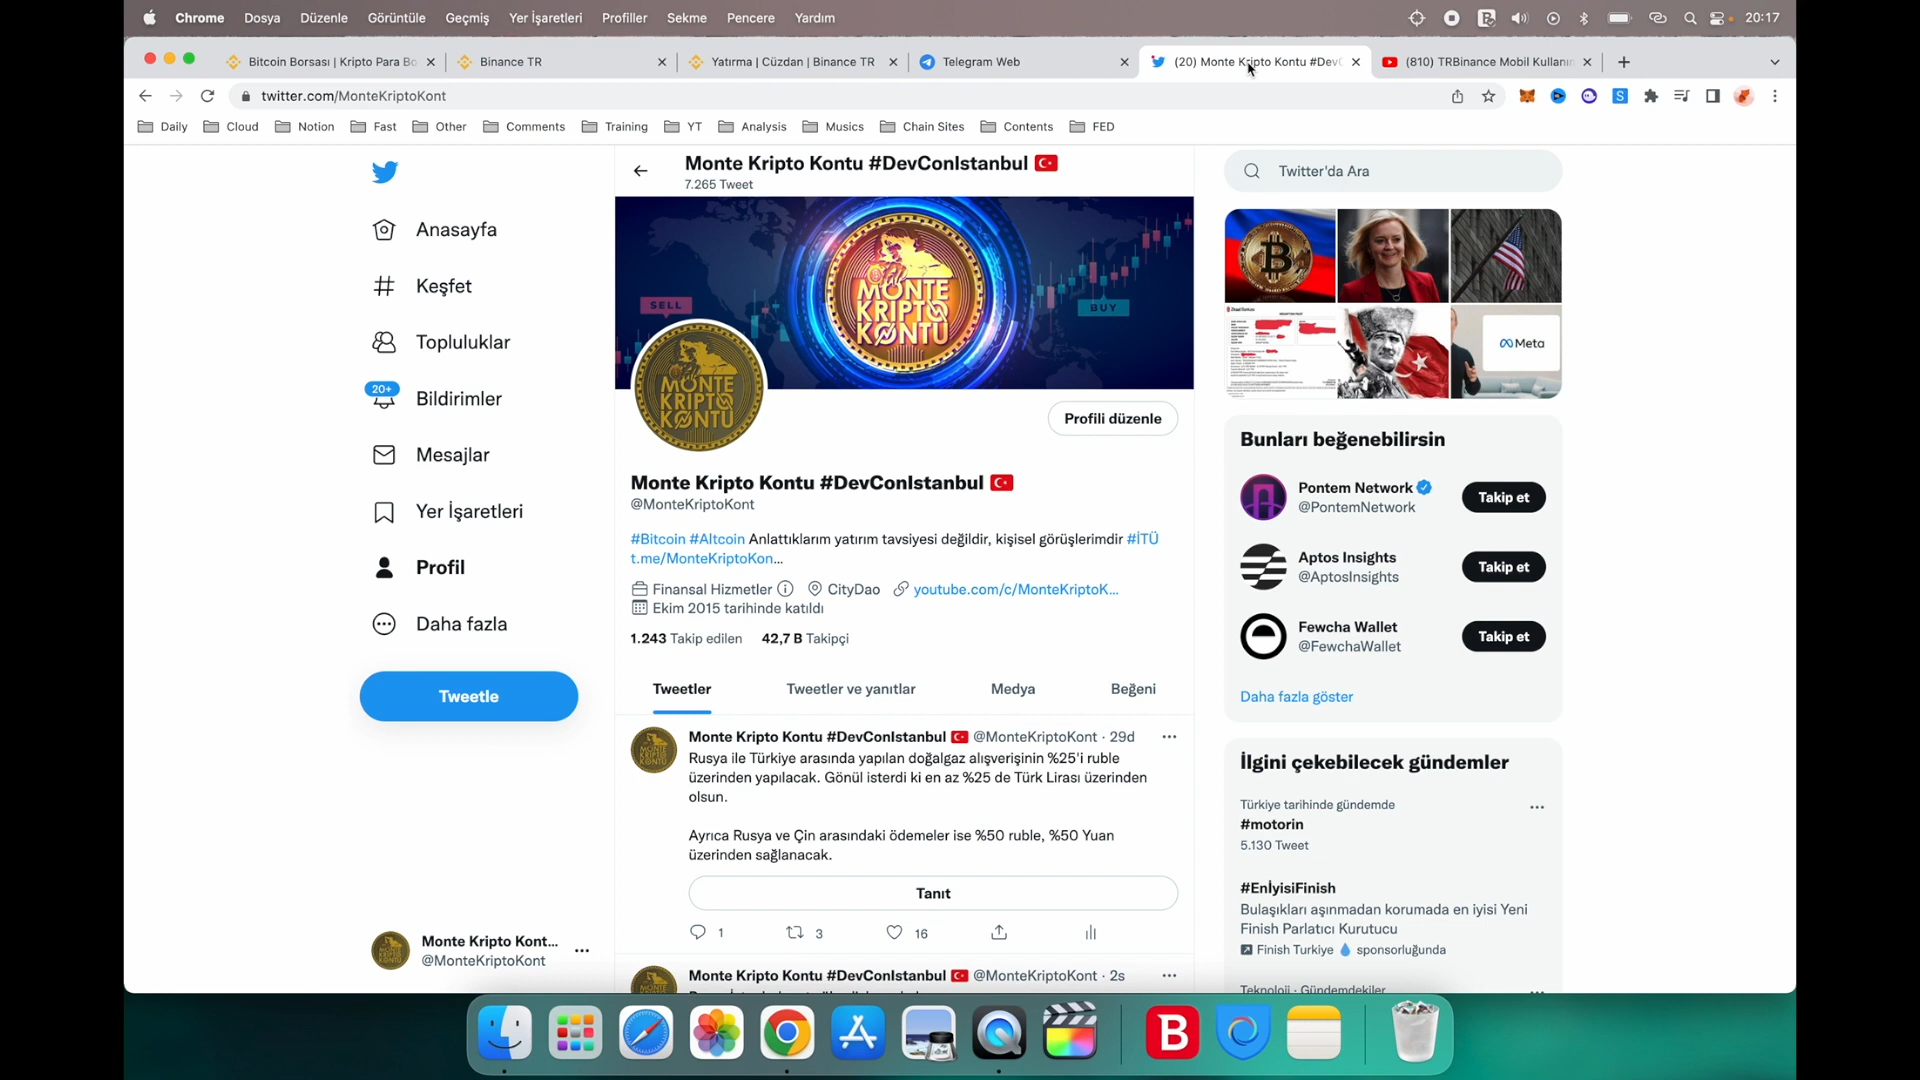 Chrome Dosya Düzenle Görüntüle Geçmiş Yer İşaretleri Profiller Sekme Pencere Yardım 20:17
Bitcoin Borsası | Kripto Para Bo
Binance TR
Yatırma | Cüzdan | Binance TR
Telegram Web
(20) Monte Kripto Kontu #DevC
(810) TRBinance Mobil Kullanı
twitter.com/MonteKriptoKont
Daily Cloud Notion Fast Other Comments Training YT Analysis Musics Chain Sites Contents FED
Anasayfa
Keşfet
Topluluklar
20+
Bildirimler
Mesajlar
Yer İşaretleri
Profil
Daha fazla
Tweetle
Monte Kripto Kont...
@MonteKriptoKont
Monte Kripto Kontu #DevConIstanbul
7.265 Tweet
SELL
BUY
MONTE
KRIPTO
KONTU
MONTE
KRIPTO
KONTU
Profili düzenle
Monte Kripto Kontu #DevConIstanbul
@MonteKriptoKont
#Bitcoin #Altcoin Anlattıklarım yatırım tavsiyesi değildir, kişisel görüşlerimdir #İTÜ
t.me/MonteKriptoKon...
Finansal Hizmetler CityDao youtube.com/c/MonteKriptoK...
Ekim 2015 tarihinde katıldı
1.243 Takip edilen 42,7 B Takipçi
Tweetler Tweetler ve yanıtlar Medya Beğeni
Monte Kripto Kontu #DevConIstanbul @MonteKriptoKont · 29d
Rusya ile Türkiye arasında yapılan doğalgaz alışverişinin %25'i ruble
üzerinden yapılacak. Gönül isterdi ki en az %25 de Türk Lirası üzerinden
olsun.
Ayrıca Rusya ve Çin arasındaki ödemeler ise %50 ruble, %50 Yuan
üzerinden sağlanacak.
Tanıt
1 3 16
Monte Kripto Kontu #DevConIstanbul @MonteKriptoKont · 2s
Twitter'da Ara
Meta
Bunları beğenebilirsin
Pontem Network
@PontemNetwork
Takip et
Aptos Insights
@AptosInsights
Takip et
Fewcha Wallet
@FewchaWallet
Takip et
Daha fazla göster
İlgini çekebilecek gündemler
Türkiye tarihinde gündemde
#motorin
5.130 Tweet
#EnİyisiFinish
Bulaşıkları aşınmadan korumada en iyisi Yeni
Finish Parlatıcı Kurutucu
Finish Turkiye sponsorluğunda
Teknoloji · Gündemdekiler